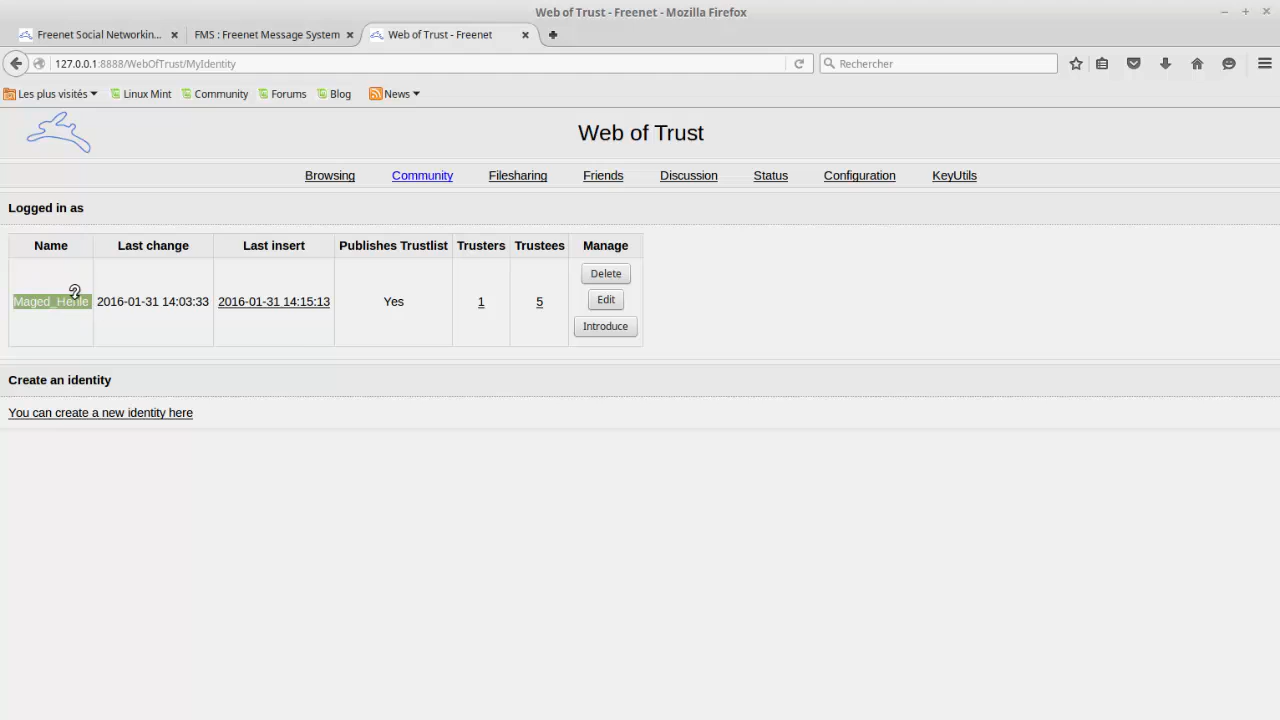 Web of Trust - Freenet - Mozilla Firefox
Freenet Social Networkin... FMS : Freenet Message System Web of Trust - Freenet
127.0.0.1:8888/WebOfTrust/MyIdentity Rechercher
Les plus visités Linux Mint Community Forums Blog News
Web of Trust
Browsing Community Filesharing Friends Discussion Status Configuration KeyUtils
Logged in as
Name Last change Last insert Publishes Trustlist Trusters Trustees Manage
Delete
2016-01-31 14:03:33 2016-01-31 14:15:13 Yes 1 5 Edit
Introduce
Create an identity
You can create a new identity here